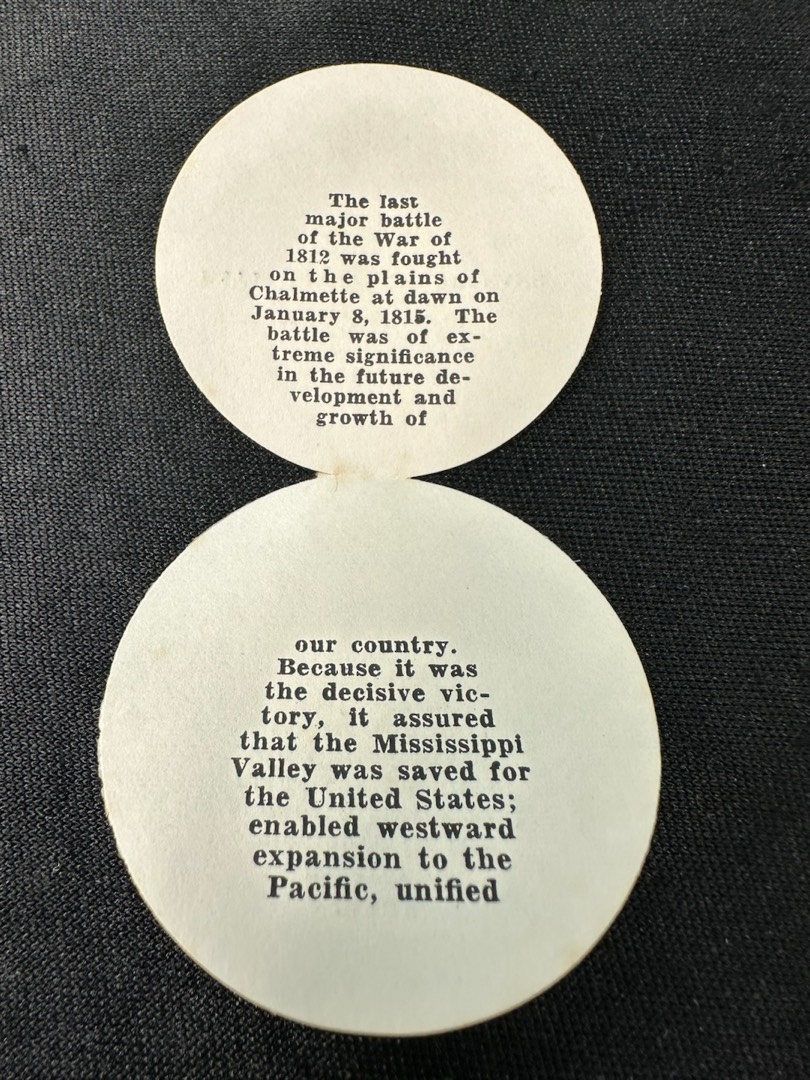 The last
major battle
of the War of
1812 was fought
on the plains of
Chalmette at dawn on
January 8, 1815. The
battle was of ex-
treme significance
in the future de-
velopment and
growth of
our country.
Because it was
the decisive vic-
tory, it assured
that the Mississippi
Valley was saved for
the United States;
enabled westward
expansion to the
Pacific, unified